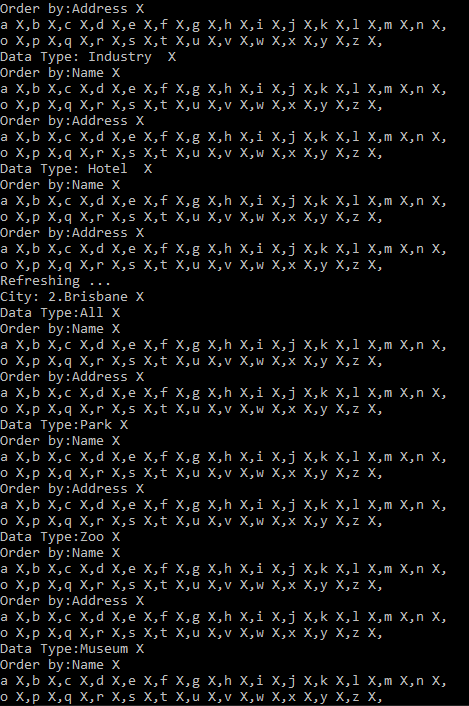 Order by:Address X
a X,b X,c X,d X,e X,f X,g X,h X,i X,j X,k X,l X,m X,n X,
o X,p X,q X,r X,s X,t X,u X,v X,w X,x X,y X,z X,
Data Type: Industry  X
Order by:Name X
a X,b X,c X,d X,e X,f X,g X,h X,i X,j X,k X,l X,m X,n X,
o X,p X,q X,r X,s X,t X,u X,v X,w X,x X,y X,z X,
Order by:Address X
a X,b X,c X,d X,e X,f X,g X,h X,i X,j X,k X,l X,m X,n X,
o X,p X,q X,r X,s X,t X,u X,v X,w X,x X,y X,z X,
Data Type: Hotel  X
Order by:Name X
a X,b X,c X,d X,e X,f X,g X,h X,i X,j X,k X,l X,m X,n X,
o X,p X,q X,r X,s X,t X,u X,v X,w X,x X,y X,z X,
Order by:Address X
a X,b X,c X,d X,e X,f X,g X,h X,i X,j X,k X,l X,m X,n X,
o X,p X,q X,r X,s X,t X,u X,v X,w X,x X,y X,z X,
Refreshing ...
City: 2.Brisbane X
Data Type:All X
Order by:Name X
a X,b X,c X,d X,e X,f X,g X,h X,i X,j X,k X,l X,m X,n X,
o X,p X,q X,r X,s X,t X,u X,v X,w X,x X,y X,z X,
Order by:Address X
a X,b X,c X,d X,e X,f X,g X,h X,i X,j X,k X,l X,m X,n X,
o X,p X,q X,r X,s X,t X,u X,v X,w X,x X,y X,z X,
Data Type:Park X
Order by:Name X
a X,b X,c X,d X,e X,f X,g X,h X,i X,j X,k X,l X,m X,n X,
o X,p X,q X,r X,s X,t X,u X,v X,w X,x X,y X,z X,
Order by:Address X
a X,b X,c X,d X,e X,f X,g X,h X,i X,j X,k X,l X,m X,n X,
o X,p X,q X,r X,s X,t X,u X,v X,w X,x X,y X,z X,
Data Type:Zoo X
Order by:Name X
a X,b X,c X,d X,e X,f X,g X,h X,i X,j X,k X,l X,m X,n X,
o X,p X,q X,r X,s X,t X,u X,v X,w X,x X,y X,z X,
Order by:Address X
a X,b X,c X,d X,e X,f X,g X,h X,i X,j X,k X,l X,m X,n X,
o X,p X,q X,r X,s X,t X,u X,v X,w X,x X,y X,z X,
Data Type:Museum X
Order by:Name X
a X,b X,c X,d X,e X,f X,g X,h X,i X,j X,k X,l X,m X,n X,
o X,p X,q X,r X,s X,t X,u X,v X,w X,x X,y X,z X,